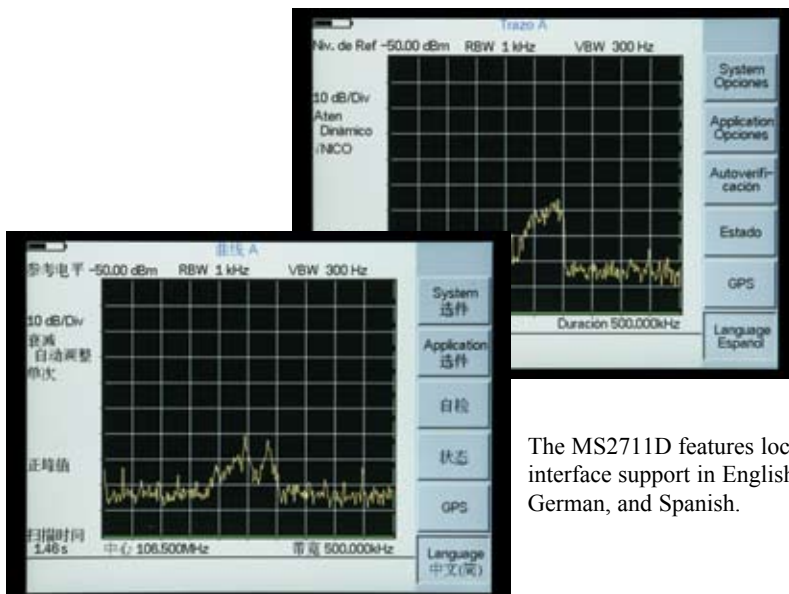 Trazo A
Niv. de Ref -50.00 dBm RBW 1 kHz VBW 300 Hz
10 dB/Div
Aten
Dinámico
Duración 500.000kHz
System
Opciones
Application
Opciones
Autoverifi-
cación
Estado
GPS
Language
Espanol
曲线 A
参考电平 -50.00 dBm RBW 1 kHz VBW 300 Hz
10 dB/Div
衰减
自动调整
单次
正峰值
扫描时间
1.46 s 中心 106.500MHz 带宽 500.000kHz
System
选件
Application
选件
自检
状态
GPS
Language
中文(简)
The MS2711D features loc
interface support in English
German, and Spanish.